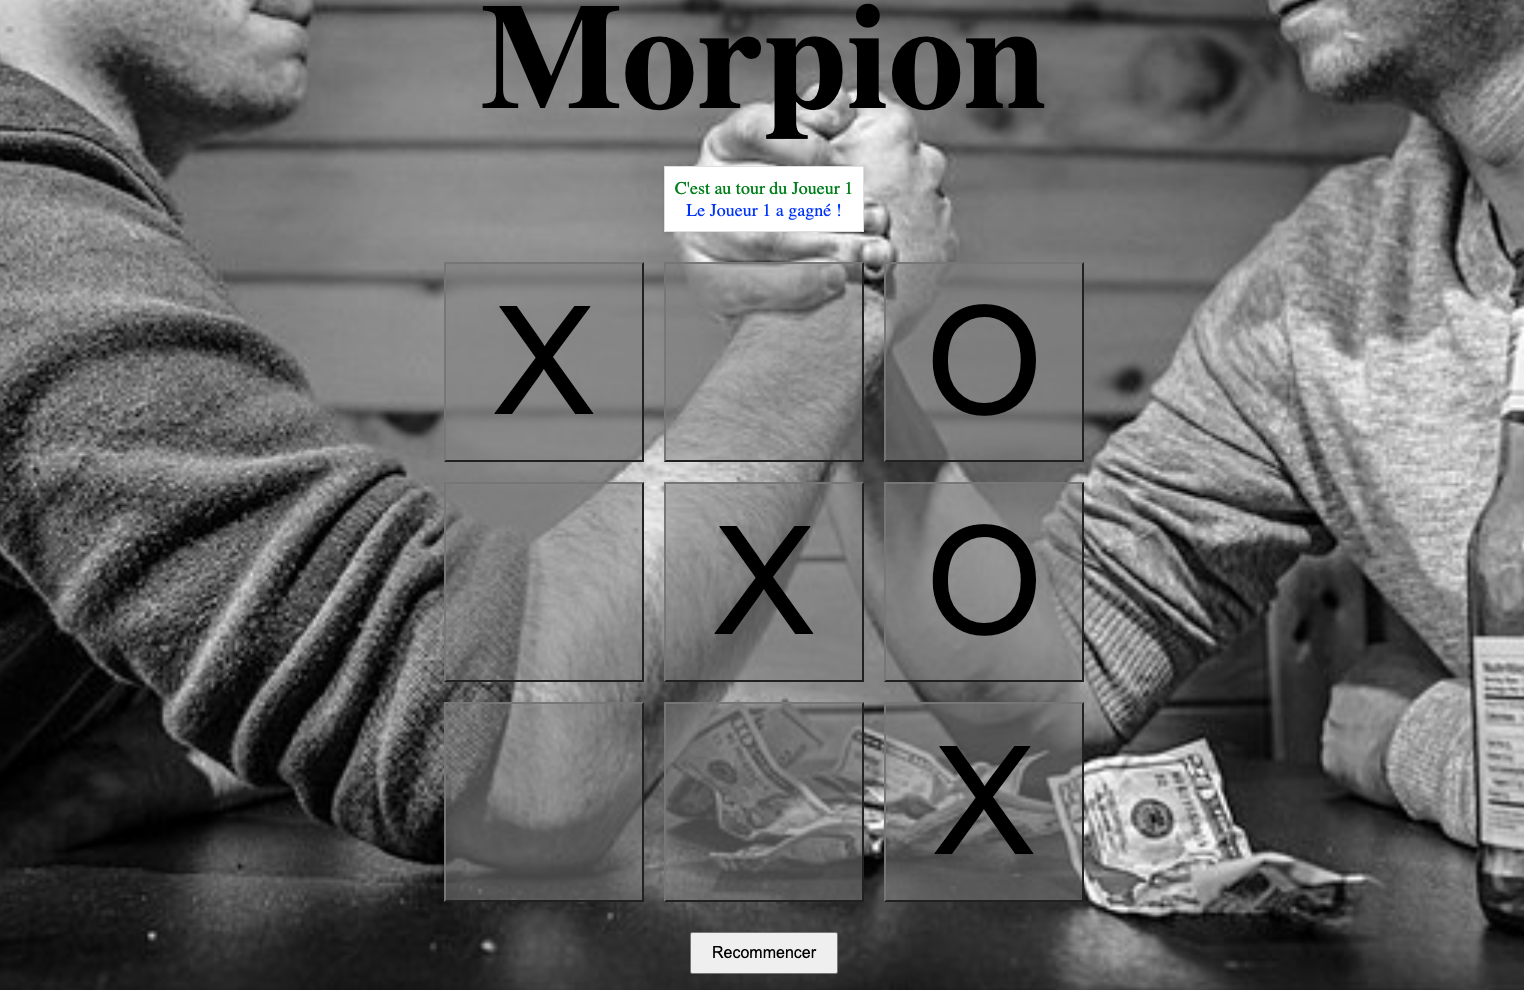 Morpion
C'est au tour du Joueur 1
Le Joueur 1 a gagné !
X O
X O
X
Recommencer